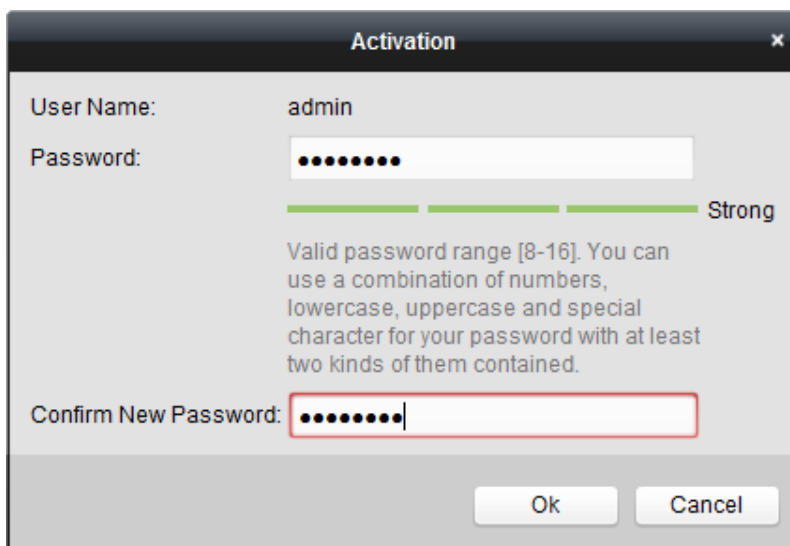 Activation
User Name: admin
Password: ••••••••
Strong
Valid password range [8-16]. You can
use a combination of numbers,
lowercase, uppercase and special
character for your password with at least
two kinds of them contained.
Confirm New Password: ••••••••
Ok Cancel